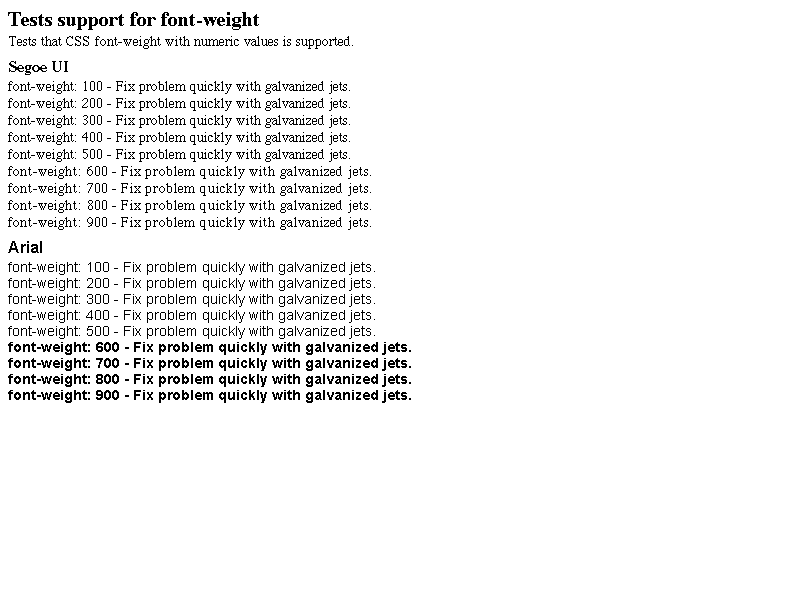 Tests support for font-weight
Tests that CSS font-weight with numeric values is supported.
Segoe UI
font-weight: 100 - Fix problem quickly with galvanized jets.
font-weight: 200 - Fix problem quickly with galvanized jets.
font-weight: 300 - Fix problem quickly with galvanized jets.
font-weight: 400 - Fix problem quickly with galvanized jets.
font-weight: 500 - Fix problem quickly with galvanized jets.
font-weight: 600 - Fix problem quickly with galvanized jets.
font-weight: 700 - Fix problem quickly with galvanized jets.
font-weight: 800 - Fix problem quickly with galvanized jets.
font-weight: 900 - Fix problem quickly with galvanized jets.
Arial
font-weight: 100 - Fix problem quickly with galvanized jets.
font-weight: 200 - Fix problem quickly with galvanized jets.
font-weight: 300 - Fix problem quickly with galvanized jets.
font-weight: 400 - Fix problem quickly with galvanized jets.
font-weight: 500 - Fix problem quickly with galvanized jets.
font-weight: 600 - Fix problem quickly with galvanized jets.
font-weight: 700 - Fix problem quickly with galvanized jets.
font-weight: 800 - Fix problem quickly with galvanized jets.
font-weight: 900 - Fix problem quickly with galvanized jets.